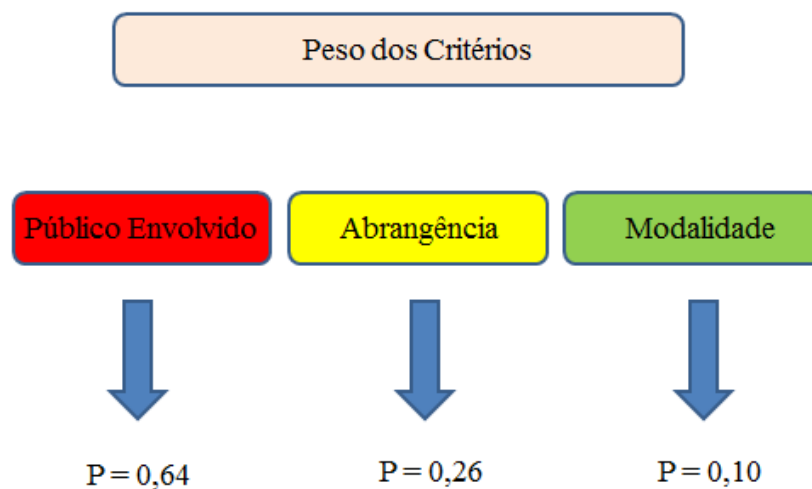 Peso dos Critérios
Público Envolvido
Abrangência
Modalidade
P = 0,64
P = 0,26
P = 0,10